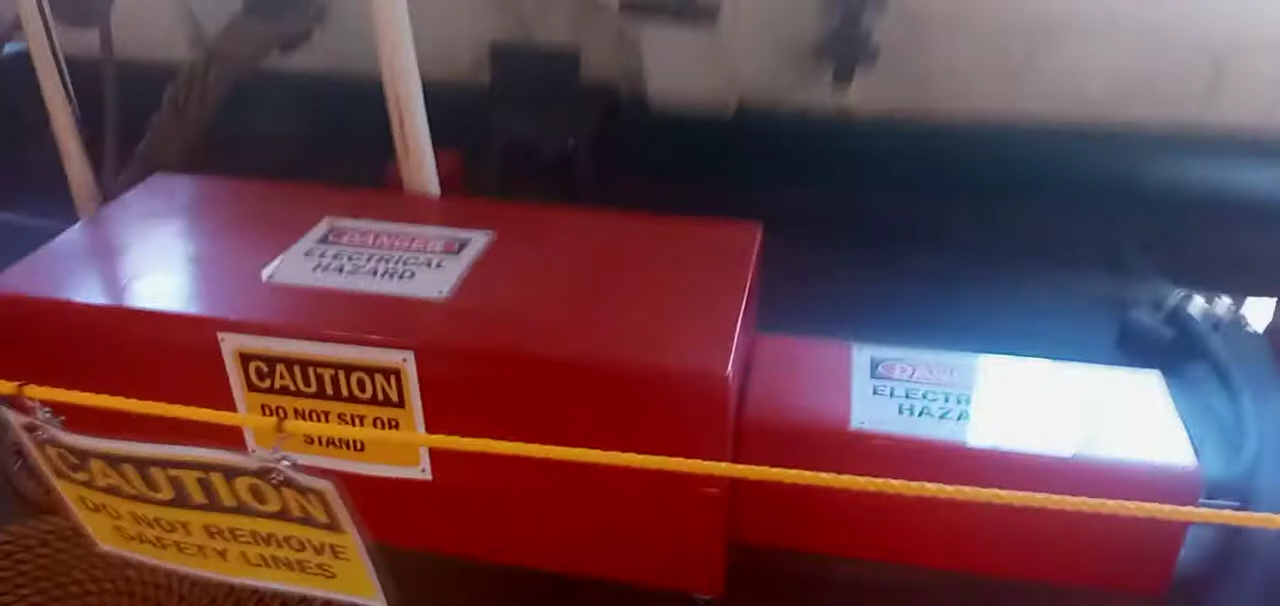 DANGER
ELECTRICAL
HAZARD
CAUTION
DO NOT SIT OR
STAND
CAUTION
DO NOT REMOVE
SAFETY LINES